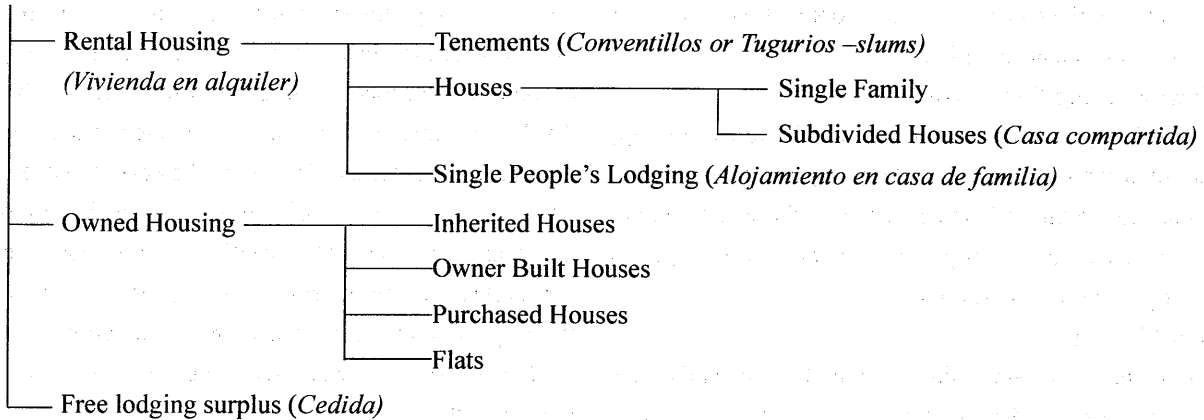 Rental Housing
(Vivienda en alquiler)
Tenements (Conventillos or Tugurios –slums)
Houses
Single Family
Subdivided Houses (Casa compartida)
Single People's Lodging (Alojamiento en casa de familia)
Owned Housing
Inherited Houses
Owner Built Houses
Purchased Houses
Flats
Free lodging surplus (Cedida)